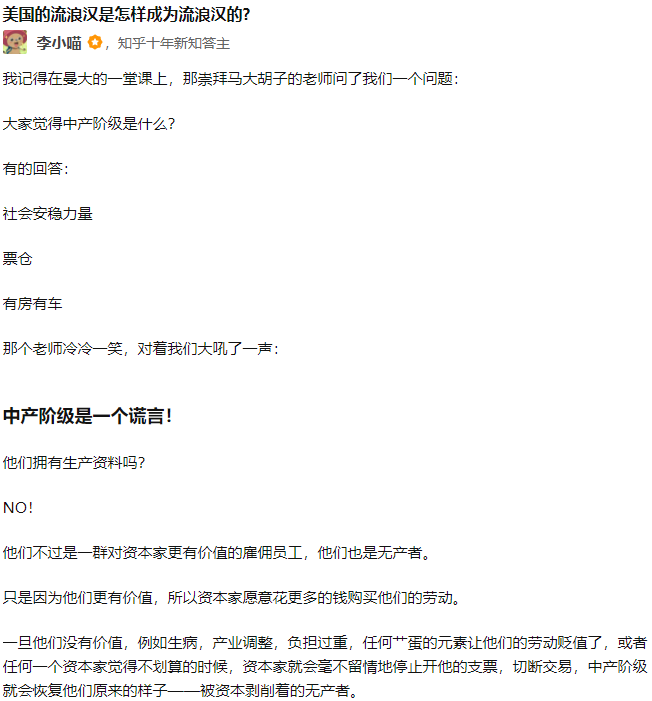 美国的流浪汉是怎样成为流浪汉的?
李小喵 ，知乎十年新知答主
我记得在曼大的一堂课上，那崇拜马大胡子的老师问了我们一个问题：
大家觉得中产阶级是什么？
有的回答：
社会安稳力量
票仓
有房有车
那个老师冷冷一笑，对着我们大吼了一声：
中产阶级是一个谎言！
他们拥有生产资料吗？
NO！
他们不过是一群对资本家更有价值的雇佣员工，他们也是无产者。
只是因为他们更有价值，所以资本家愿意花更多的钱购买他们的劳动。
一旦他们没有价值，例如生病，产业调整，负担过重，任何艹蛋的元素让他们的劳动贬值了，或者
任何一个资本家觉得不划算的时候，资本家就会毫不留情地停止开他的支票，切断交易，中产阶级
就会恢复他们原来的样子——被资本剥削着的无产者。